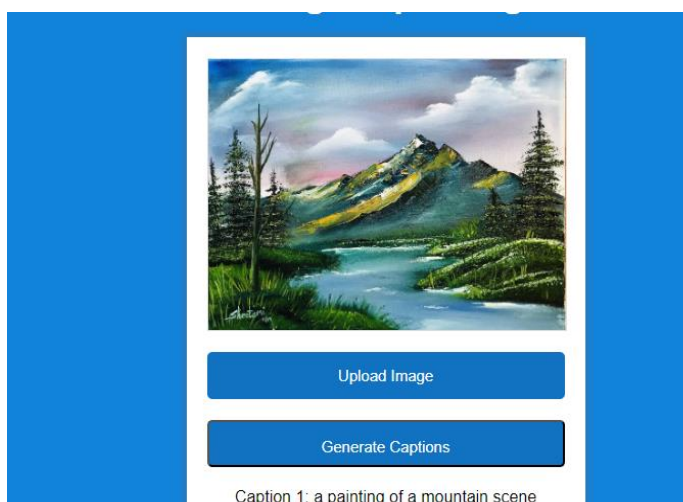 Upload Image
Generate Captions
Caption 1: a painting of a mountain scene